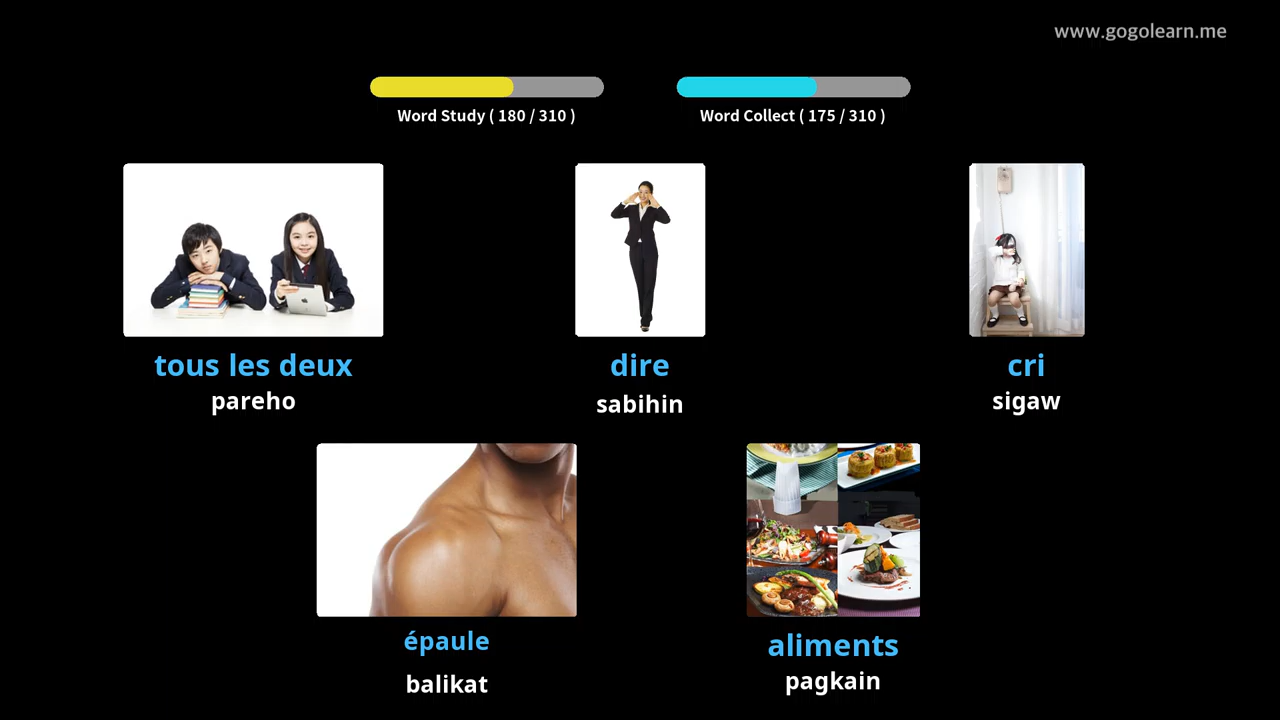 www.gogolearn.me
Word Study ( 180 / 310 )
Word Collect ( 175 / 310 )
tous les deux
pareho
dire
sabihin
cri
sigaw
épaule
balikat
aliments
pagkain